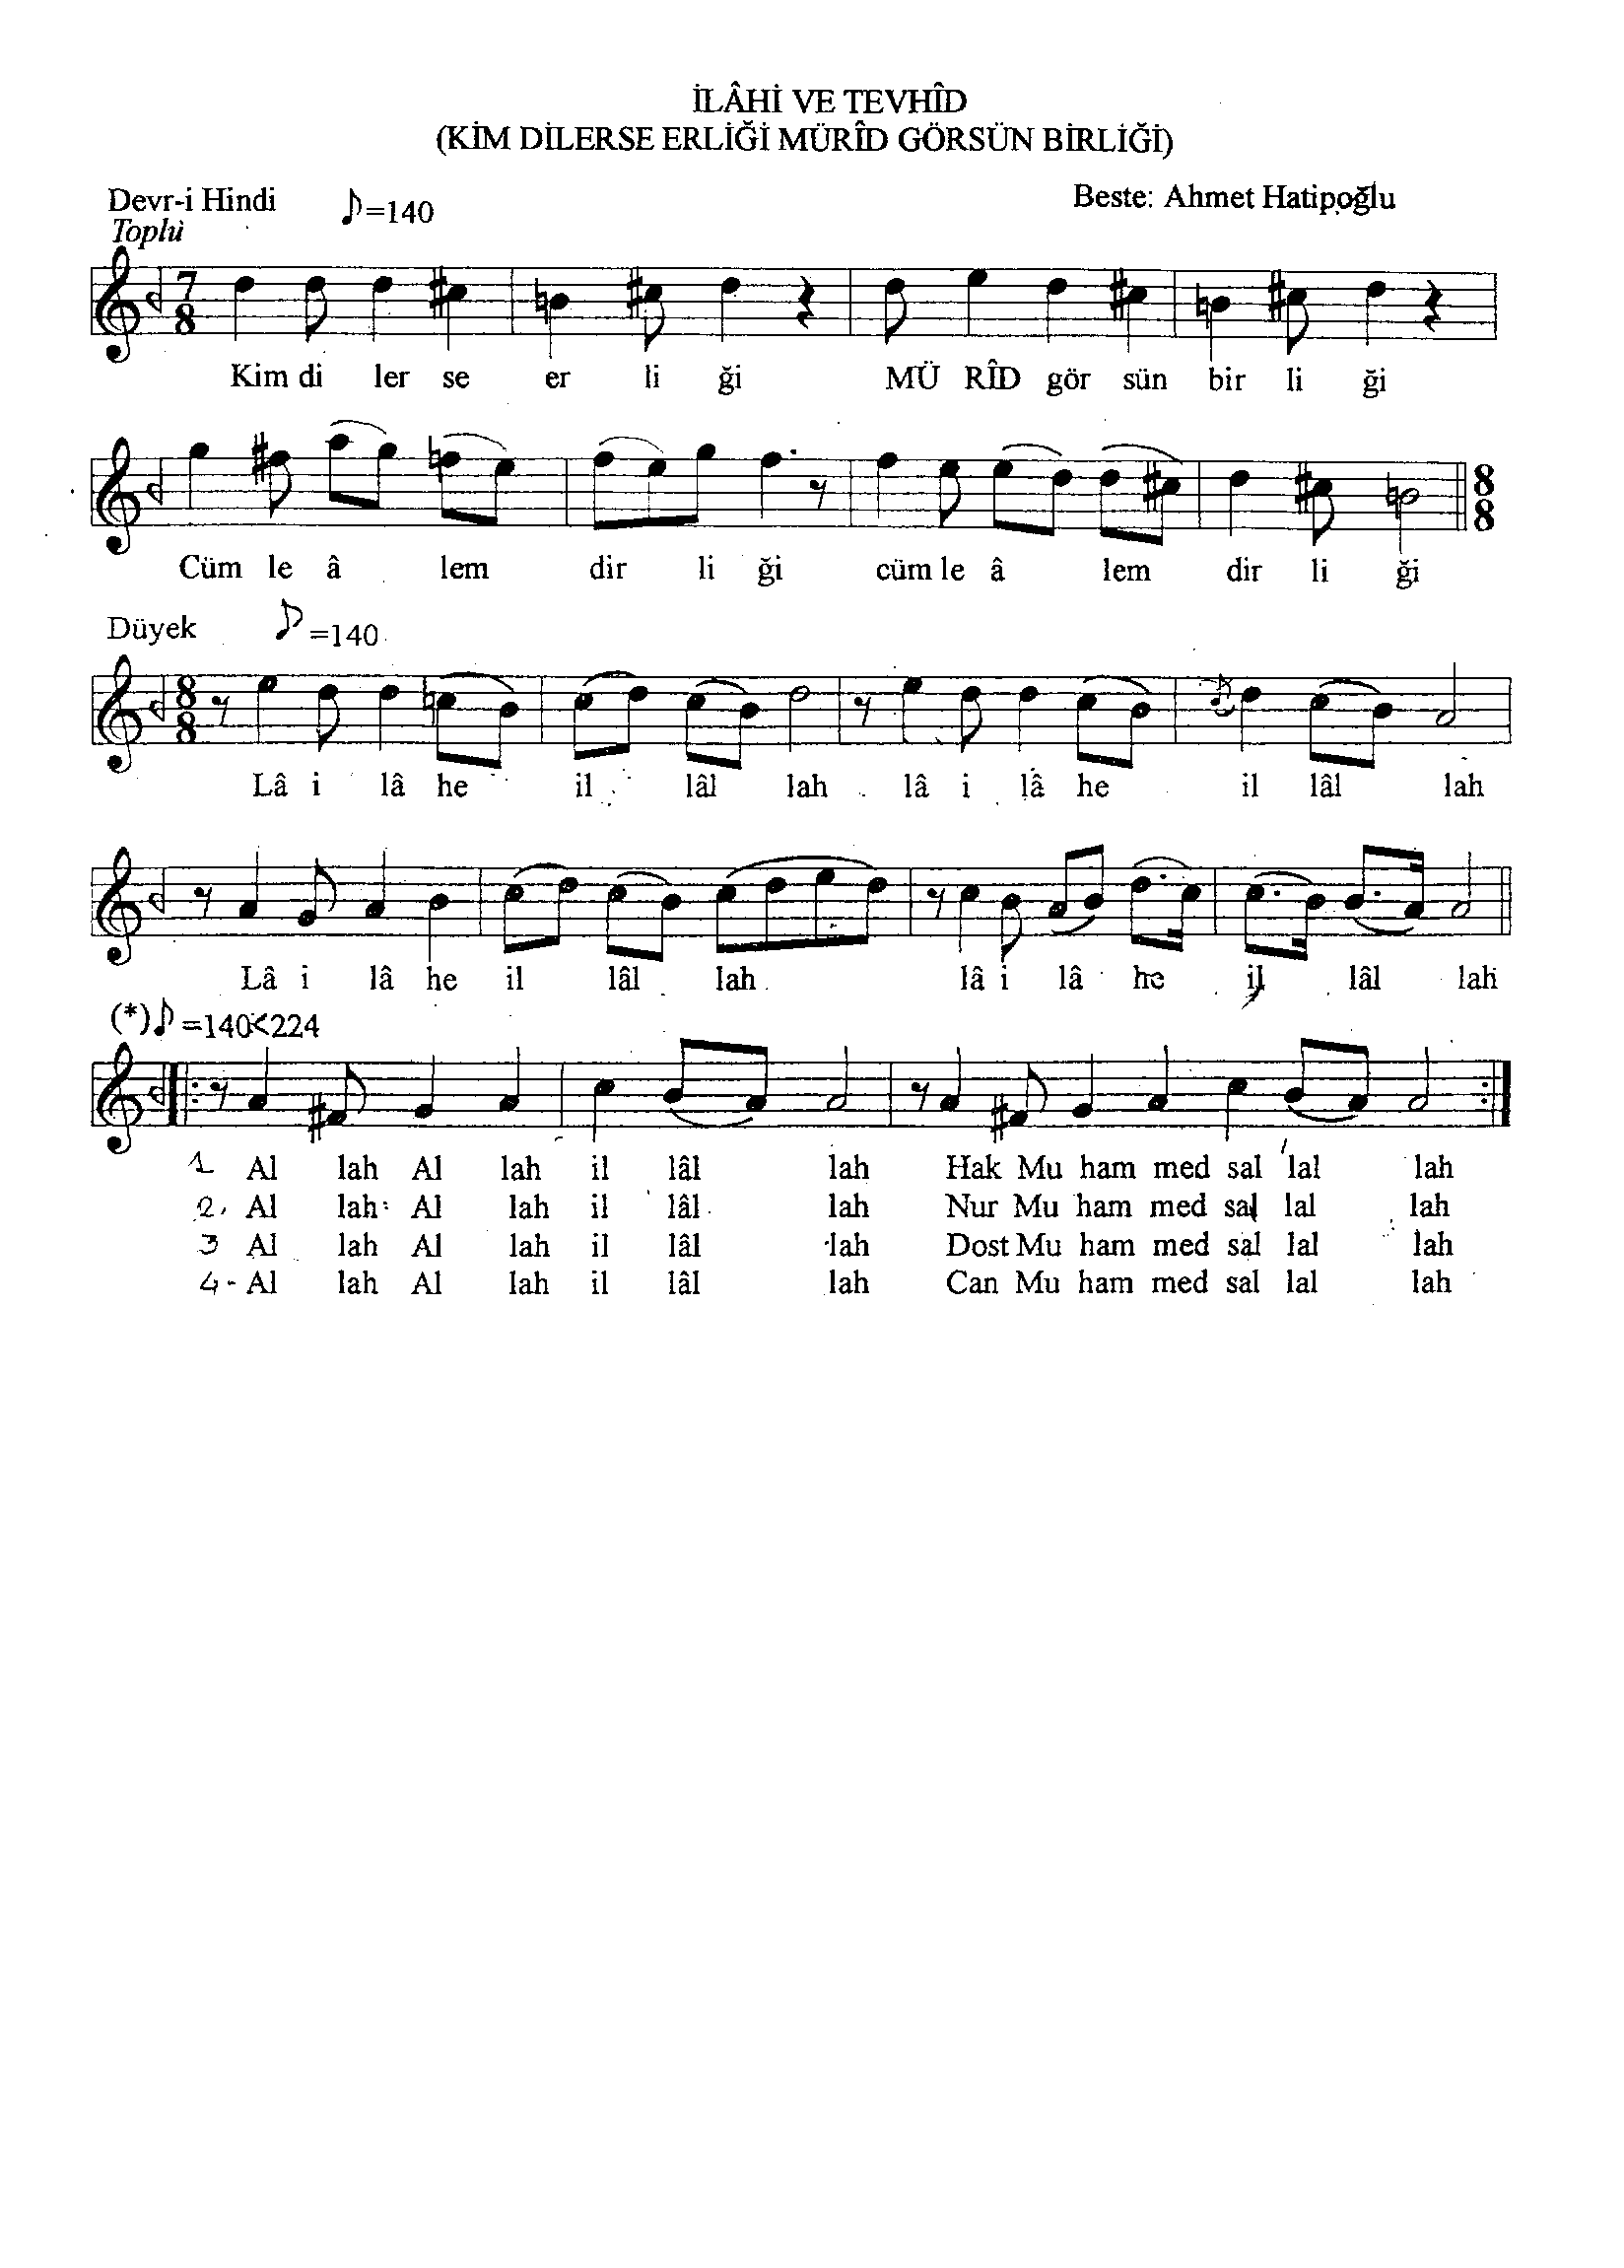 İLÂHİ VE TEVHÎD
(KİM DİLERSE ERLİĞİ MÜRÎD GÖRSÜN BİRLİĞİ)
Devr-i Hindi ♪=140 Beste: Ahmet Hatipoğlu
Toplu
7 8
Kim di ler se er li ği MÜ RÎD gör sün bir li ği
8 8
Cüm le â lem dir li ği cüm le â lem dir li ği
Düyek ♪=140
8 8
Lâ i lâ he il lâl lah lâ i lâ he il lâl lah
Lâ i lâ he il lâl lah lâ i lâ he il lâl lah
(*)♪=140<224
1 Al lah Al lah il lâl lah Hak Mu ham med sal lal lah
2. Al lah Al lah il lâl lah Nur Mu ham med sal lal lah
3 Al lah Al lah il lâl lah Dost Mu ham med sal lal lah
4- Al lah Al lah il lâl lah Can Mu ham med sal lal lah